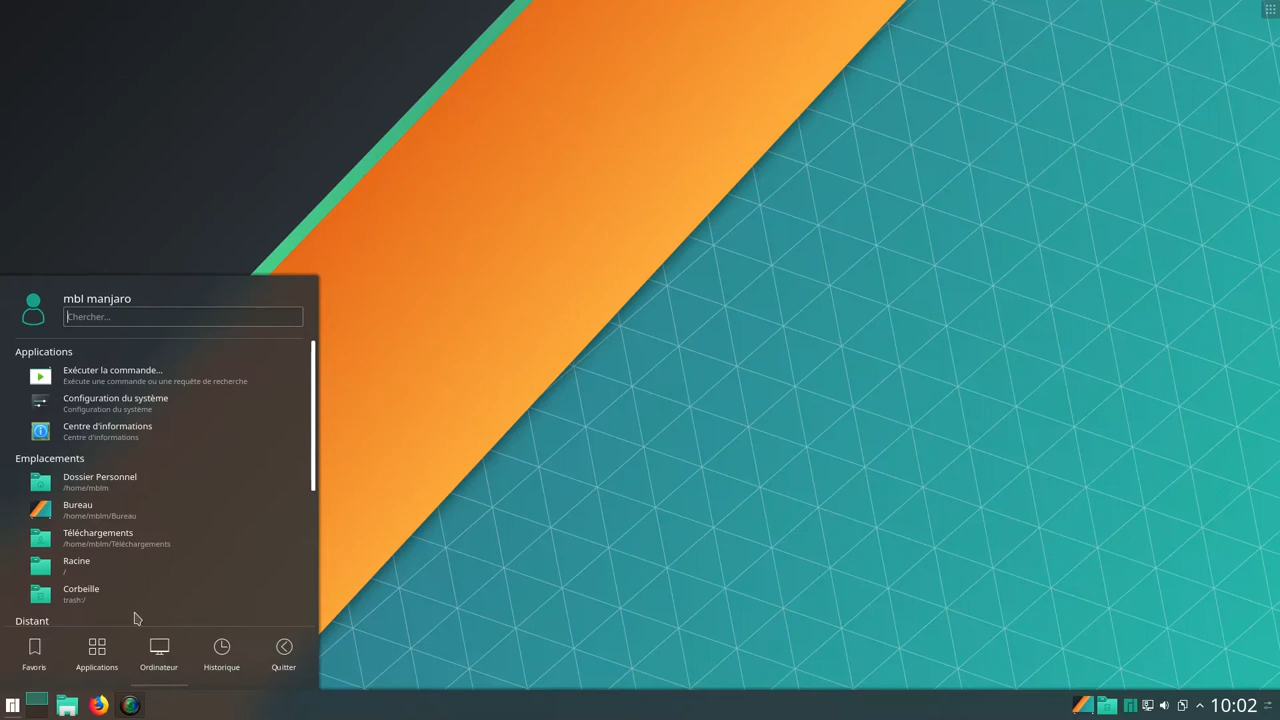 mbl manjaro
Chercher...
Applications
Exécuter la commande...
Exécute une commande ou une requête de recherche
Configuration du système
Configuration du système
Centre d'informations
Centre d'informations
Emplacements
Dossier Personnel
/home/mblm
Bureau
/home/mblm/Bureau
Téléchargements
/home/mblm/Téléchargements
Racine
/
Corbeille
trash:/
Distant
Favoris
Applications
Ordinateur
Historique
Quitter
10:02